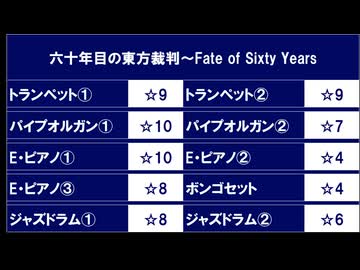 六十年目の東方裁判～Fate of Sixty Years
トランペット① ☆9 トランペット② ☆9
パイプオルガン① ☆10 パイプオルガン② ☆7
E・ピアノ① ☆10 E・ピアノ② ☆4
E・ピアノ③ ☆8 ボンゴセット ☆4
ジャズドラム① ☆8 ジャズドラム② ☆6